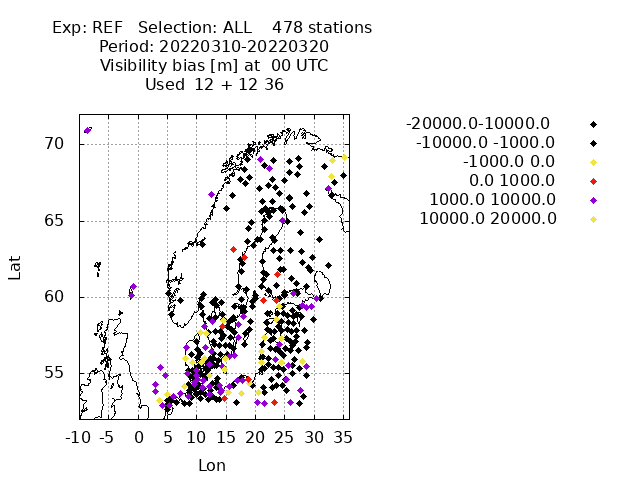 Exp: REF   Selection: ALL    478 stations
Period: 20220310-20220320
Visibility bias [m] at  00 UTC
Used  12 + 12 36
-20000.0-10000.0
-10000.0 -1000.0
-1000.0 0.0
0.0 1000.0
1000.0 10000.0
10000.0 20000.0
70
65
60
55
Lat
-10 -5 0 5 10 15 20 25 30 35
Lon